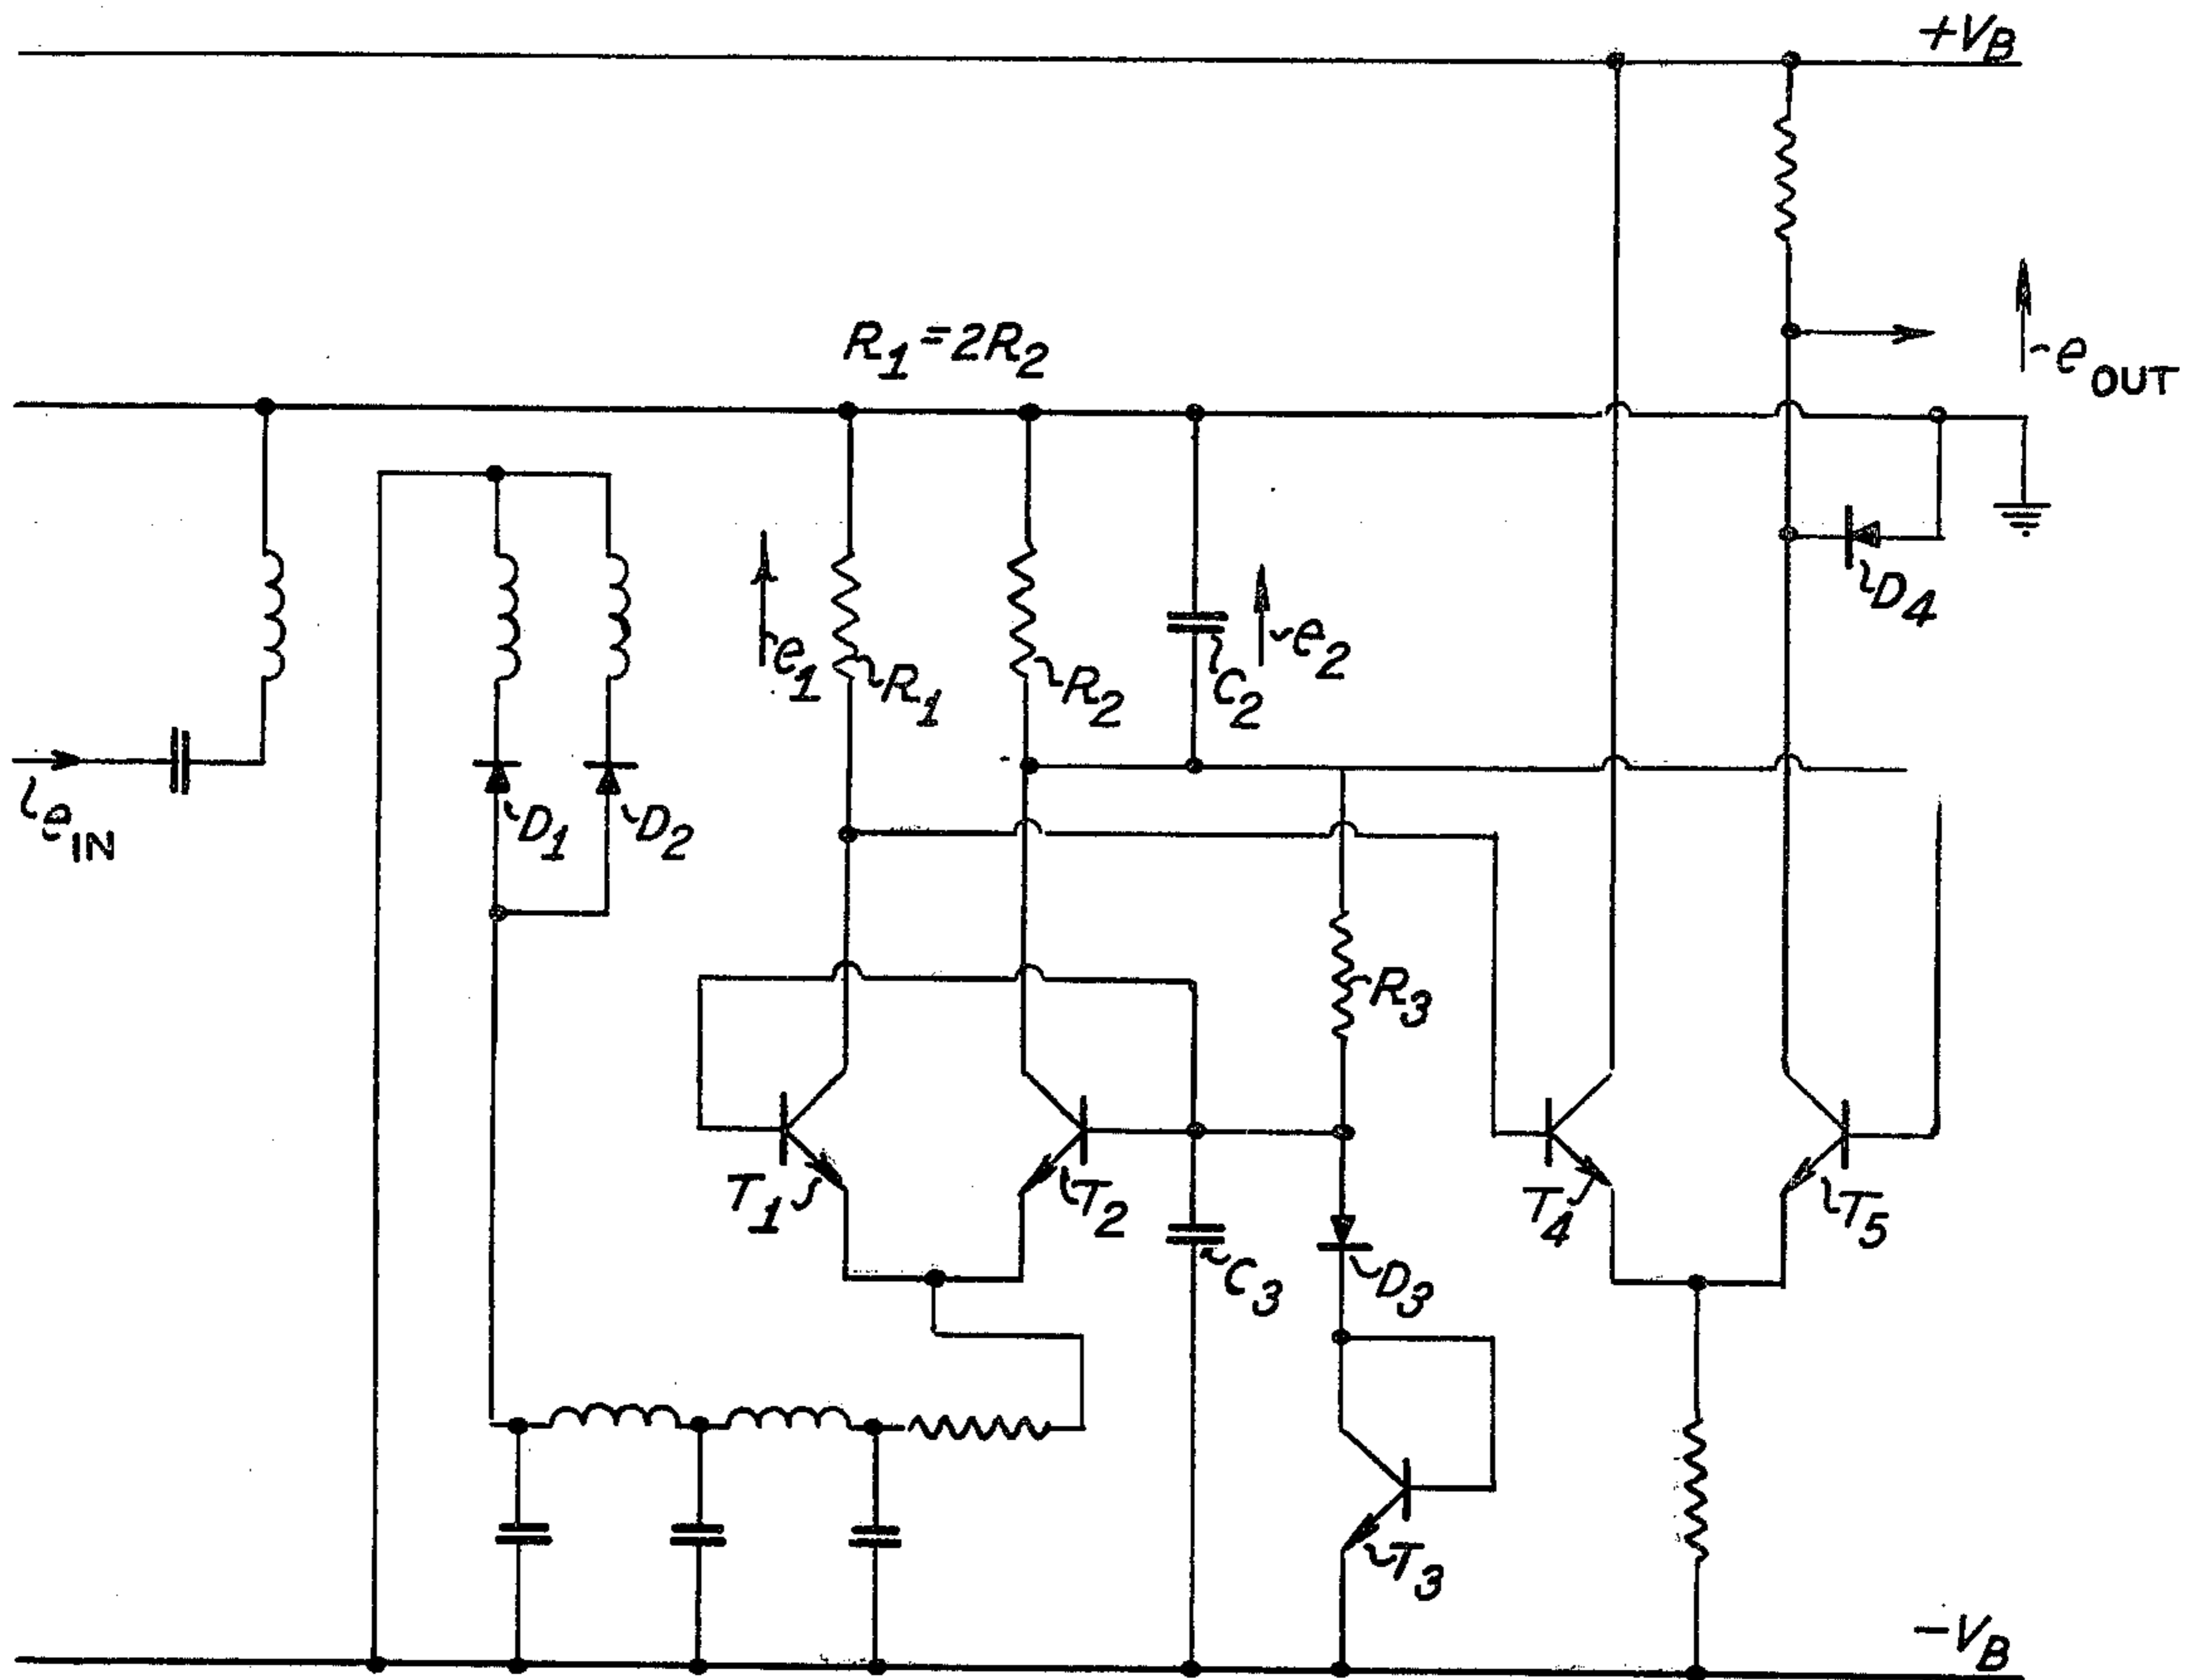 +VB
R1 = 2R2
eOUT
D4
e1
R1
R2
C2
e2
eIN
D1
D2
R3
T1
T2
C3
D3
T4
T5
T3
-VB